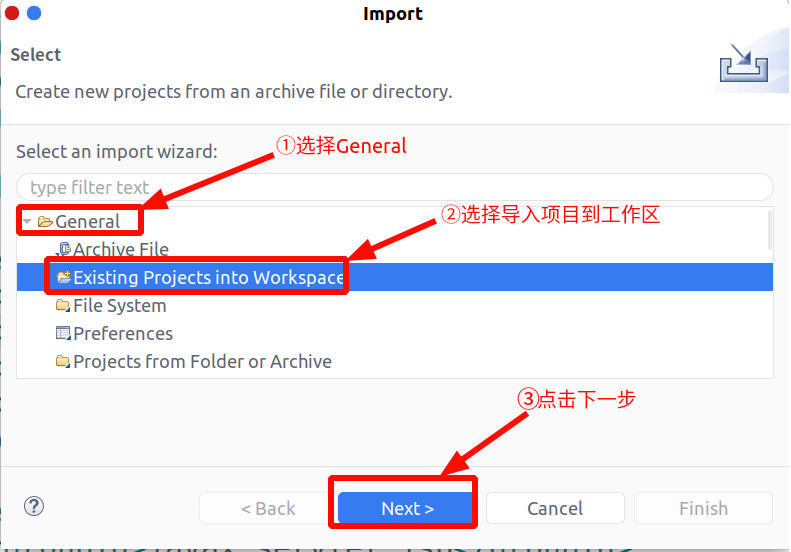 Import
Select
Create new projects from an archive file or directory.
Select an import wizard:
①选择General
type filter text
②选择导入项目到工作区
General
Archive File
Existing Projects into Workspace
File System
Preferences
Projects from Folder or Archive
③点击下一步
?
< Back
Next >
Cancel
Finish